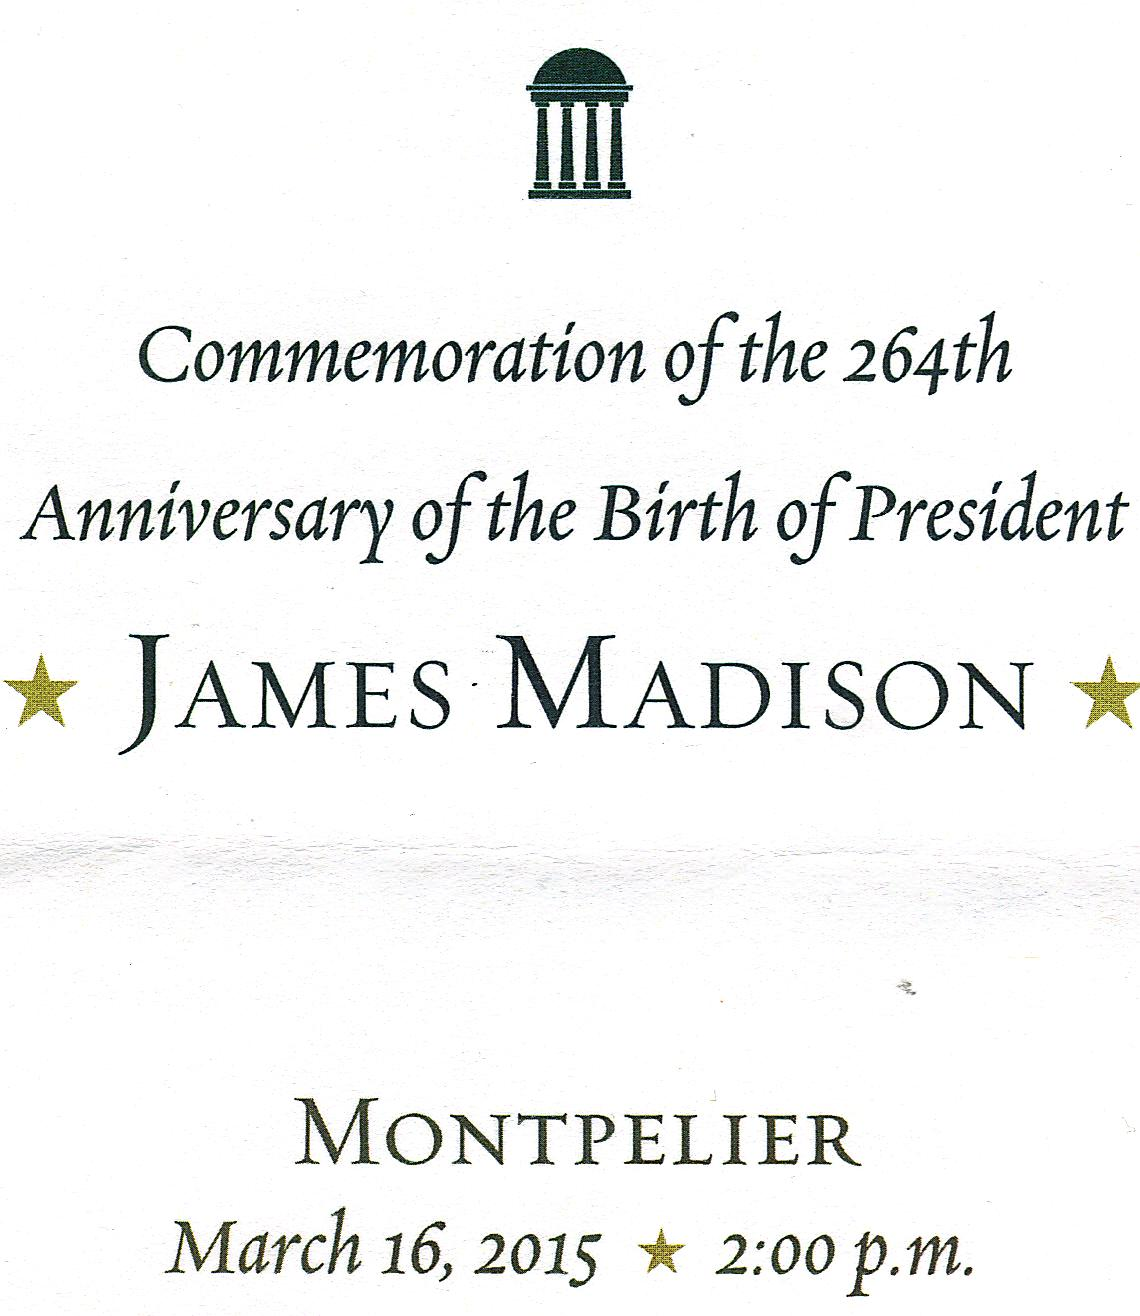 Commemoration of the 264th
Anniversary of the Birth of President
JAMES MADISON
MONTPELIER
March 16, 2015 ★ 2:00 p.m.